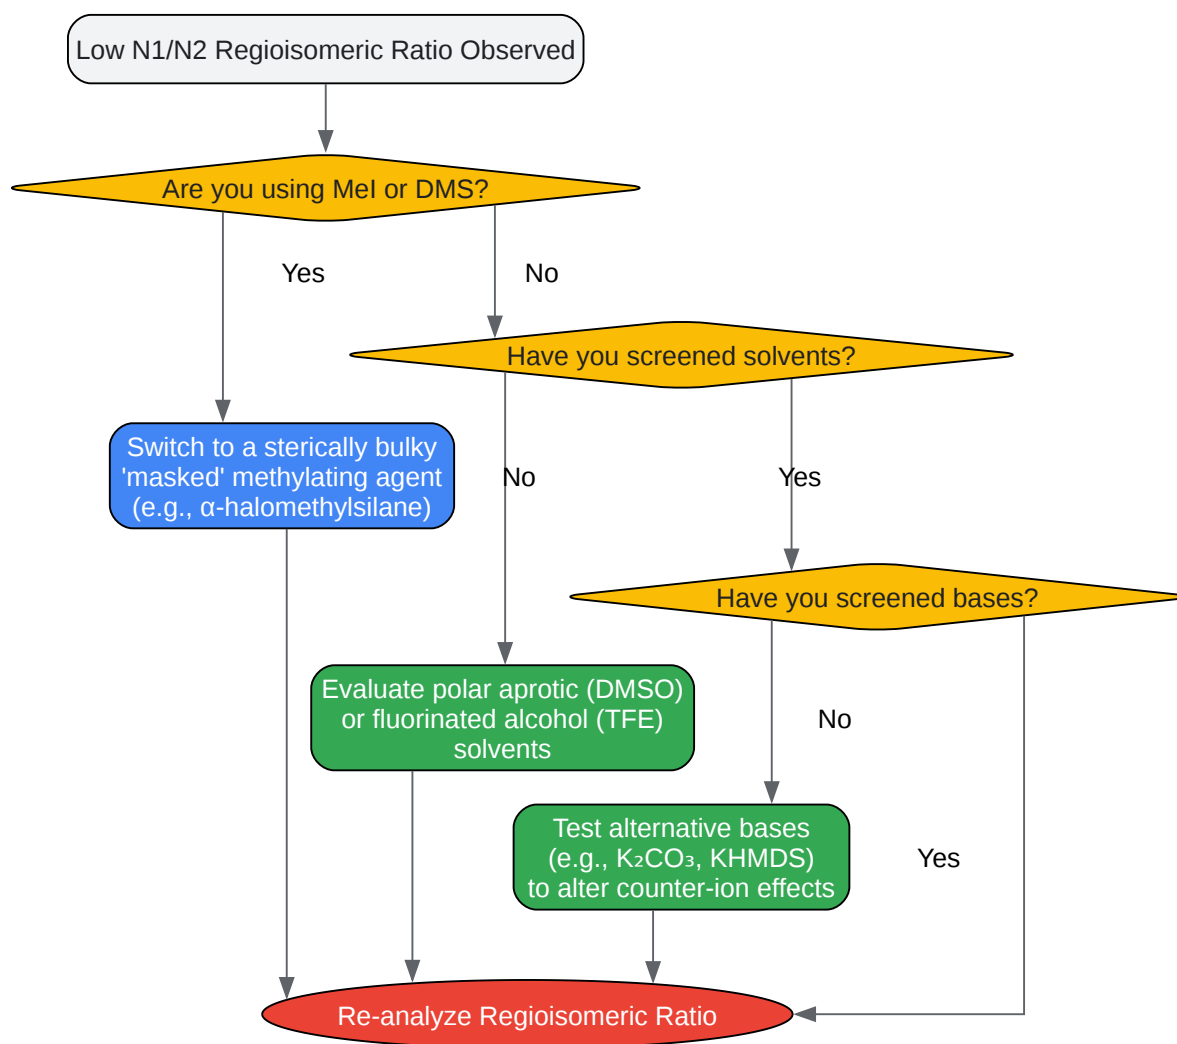 Low N1/N2 Regioisomeric Ratio Observed
Are you using MeI or DMS?
Yes
No
Have you screened solvents?
Switch to a sterically bulky
'masked' methylating agent
(e.g., α-halomethylsilane)
No
Yes
Have you screened bases?
Evaluate polar aprotic (DMSO)
or fluorinated alcohol (TFE)
solvents
No
Test alternative bases
(e.g., K₂CO₃, KHMDS)
to alter counter-ion effects
Yes
Re-analyze Regioisomeric Ratio